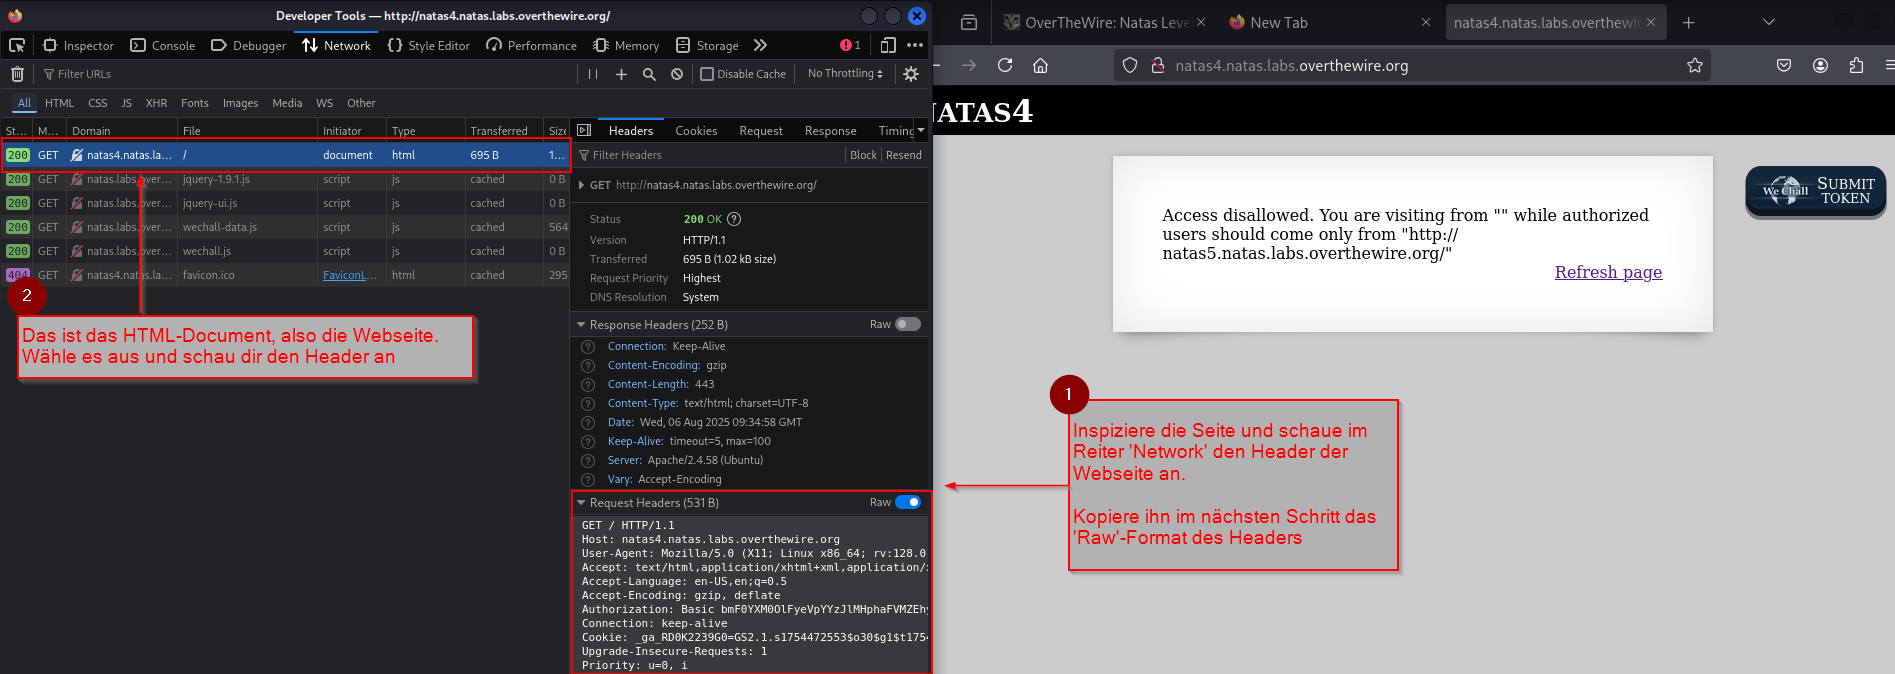 Developer Tools — http://natas4.natas.labs.overthewire.org/
Inspector Console Debugger Network Style Editor Performance Memory Storage 1
Filter URLs Disable Cache No Throttling
All HTML CSS JS XHR Fonts Images Media WS Other
St... M... Domain File Initiator Type Transferred Size
200 GET natas4.natas.la... / document html 695 B 1...
200 GET natas.labs.over... jquery-1.9.1.js script js cached 0 B
200 GET natas.labs.over... jquery-ui.js script js cached 0 B
200 GET natas.labs.over... wechall-data.js script js cached 564
200 GET natas.labs.over... wechall.js script js cached 0 B
404 GET natas4.natas.la... favicon.ico FaviconL... html cached 295
2
Das ist das HTML-Document, also die Webseite.
Wähle es aus und schau dir den Header an
Headers Cookies Request Response Timing
Filter Headers Block Resend
GET http://natas4.natas.labs.overthewire.org/
Status 200 OK
Version HTTP/1.1
Transferred 695 B (1.02 kB size)
Request Priority Highest
DNS Resolution System
Response Headers (252 B) Raw
Connection: Keep-Alive
Content-Encoding: gzip
Content-Length: 443
Content-Type: text/html; charset=UTF-8
Date: Wed, 06 Aug 2025 09:34:58 GMT
Keep-Alive: timeout=5, max=100
Server: Apache/2.4.58 (Ubuntu)
Vary: Accept-Encoding
Request Headers (531 B) Raw
GET / HTTP/1.1
Host: natas4.natas.labs.overthewire.org
User-Agent: Mozilla/5.0 (X11; Linux x86_64; rv:128.0
Accept: text/html,application/xhtml+xml,application/
Accept-Language: en-US,en;q=0.5
Accept-Encoding: gzip, deflate
Authorization: Basic
Connection: keep-alive
Cookie: _ga_RD0K2239G0=GS2.1.s1754472553$o30$g1$t1754
Upgrade-Insecure-Requests: 1
Priority: u=0, i
OverTheWire: Natas Leve New Tab natas4.natas.labs.overthewir
natas4.natas.labs.overthewire.org
NATAS4
Access disallowed. You are visiting from "" while authorized
users should come only from "http://
natas5.natas.labs.overthewire.org/"
Refresh page
We Chall SUBMIT
TOKEN
1
Inspiziere die Seite und schaue im
Reiter 'Network' den Header der
Webseite an.
Kopiere ihn im nächsten Schritt das
'Raw'-Format des Headers